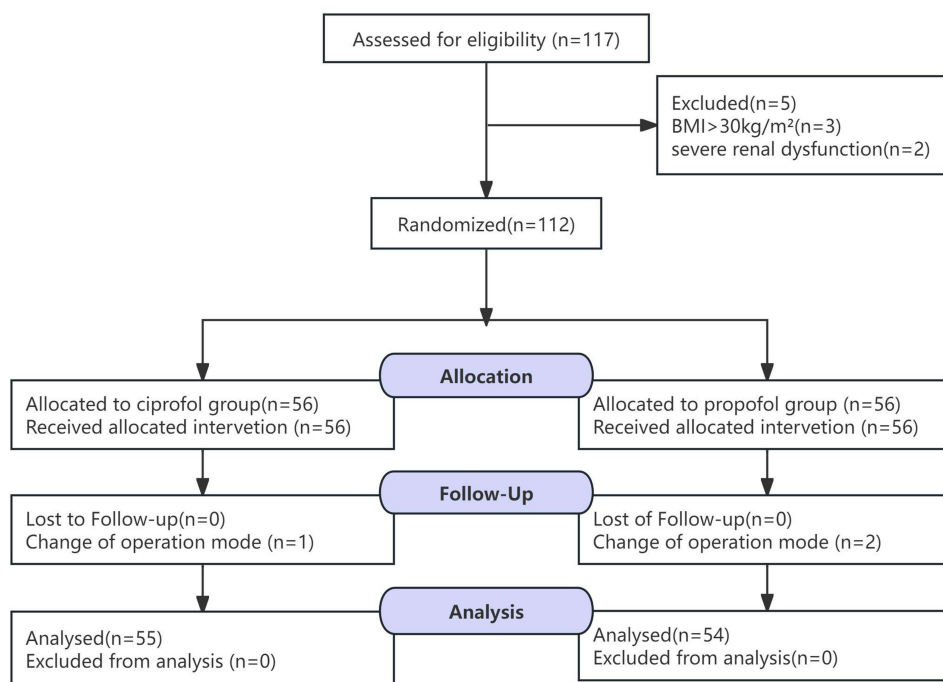 Assessed for eligibility (n=117)
Excluded(n=5)
BMI>30kg/m²(n=3)
severe renal dysfunction(n=2)
Randomized(n=112)
Allocation
Allocated to ciprofol group(n=56)
Received allocated intervetion (n=56)
Allocated to propofol group (n=56)
Received allocated intervetion (n=56)
Follow-Up
Lost to Follow-up(n=0)
Change of operation mode (n=1)
Lost of Follow-up(n=0)
Change of operation mode (n=2)
Analysis
Analysed(n=55)
Excluded from analysis (n=0)
Analysed(n=54)
Excluded from analysis(n=0)